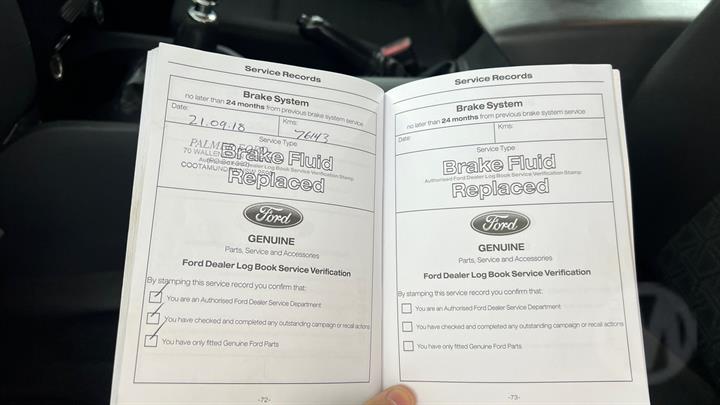 Service Records
Brake System
no later than 24 months from previous brake system service
Date:
Kms:
21.09.18
76143
Service Type
PALMER FORD
70 WALLEN
COOTAMUND
Brake Fluid
Authorised Ford Dealer Log Book Service Verification Stamp
Replaced
Ford
GENUINE
Parts, Service and Accessories
Ford Dealer Log Book Service Verification
By stamping this service record you confirm that:
You are an Authorised Ford Dealer Service Department
You have checked and completed any outstanding campaign or recall actions
You have only fitted Genuine Ford Parts
-72-
Service Records
Brake System
no later than 24 months from previous brake system service
Date:
Kms:
Service Type
Brake Fluid
Authorised Ford Dealer Log Book Service Verification Stamp
Replaced
Ford
GENUINE
Parts, Service and Accessories
Ford Dealer Log Book Service Verification
By stamping this service record you confirm that:
You are an Authorised Ford Dealer Service Department
You have checked and completed any outstanding campaign or recall actions
You have only fitted Genuine Ford Parts
-73-